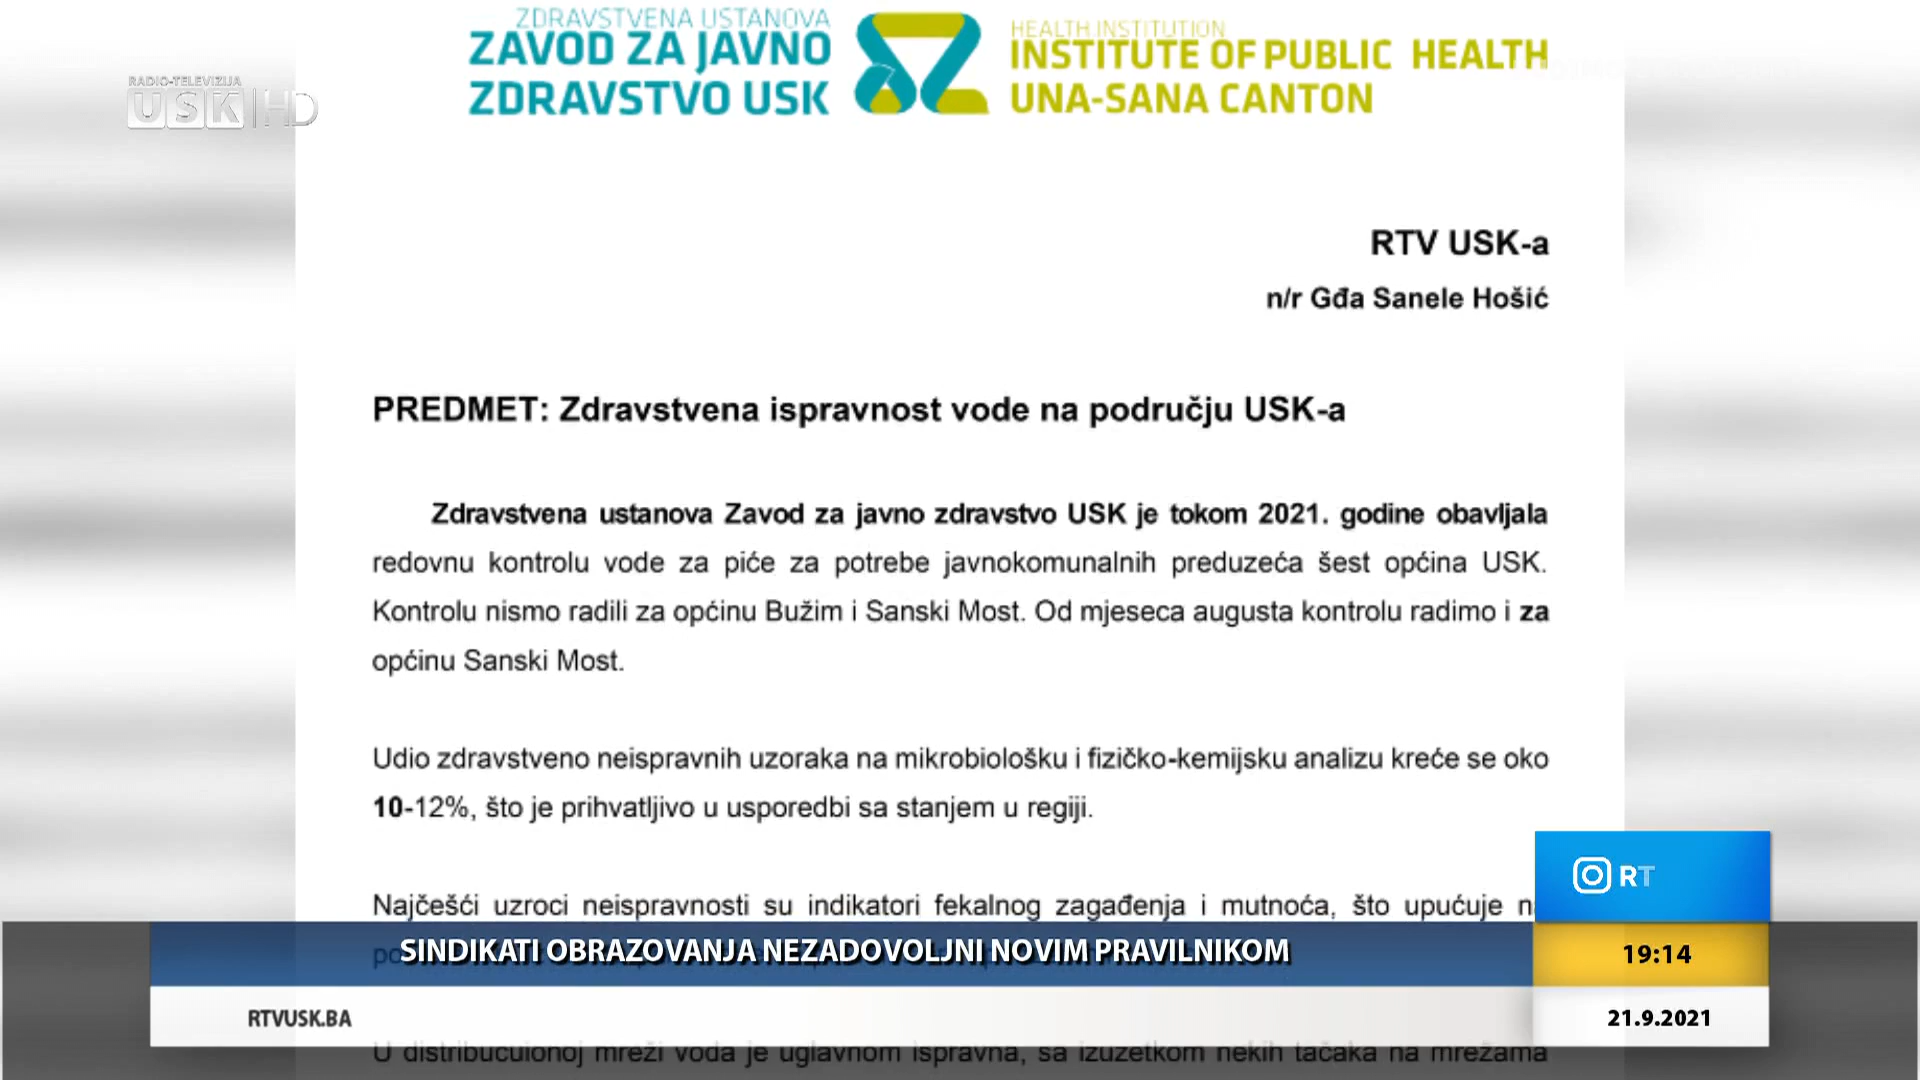 ZDRAVSTVENA USTANOVA
ZAVOD ZA JAVNO
ZDRAVSTVO USK
HEALTH INSTITUTION
INSTITUTE OF PUBLIC HEALTH
UNA-SANA CANTON
RADIO-TELEVIZIJA
USK HD
RTV USK-a
n/r Gđa Sanele Hošić
PREDMET: Zdravstvena ispravnost vode na području USK-a
Zdravstvena ustanova Zavod za javno zdravstvo USK je tokom 2021. godine obavljala
redovnu kontrolu vode za piće za potrebe javnokomunalnih preduzeća šest općina USK.
Kontrolu nismo radili za općinu Bužim i Sanski Most. Od mjeseca augusta kontrolu radimo i za
općinu Sanski Most.
Udio zdravstveno neispravnih uzoraka na mikrobiološku i fizičko-kemijsku analizu kreće se oko
10-12%, što je prihvatljivo u usporedbi sa stanjem u regiji.
RT
Najčešći uzroci neispravnosti su indikatori fekalnog zagađenja i mutnoća, što upućuje
SINDIKATI OBRAZOVANJA NEZADOVOLJNI NOVIM PRAVILNIKOM
19:14
RTVUSK.BA
21.9.2021
U distribucuionoj mreži voda je uglavnom ispravna, sa izuzetkom nekih tačaka na mrežama